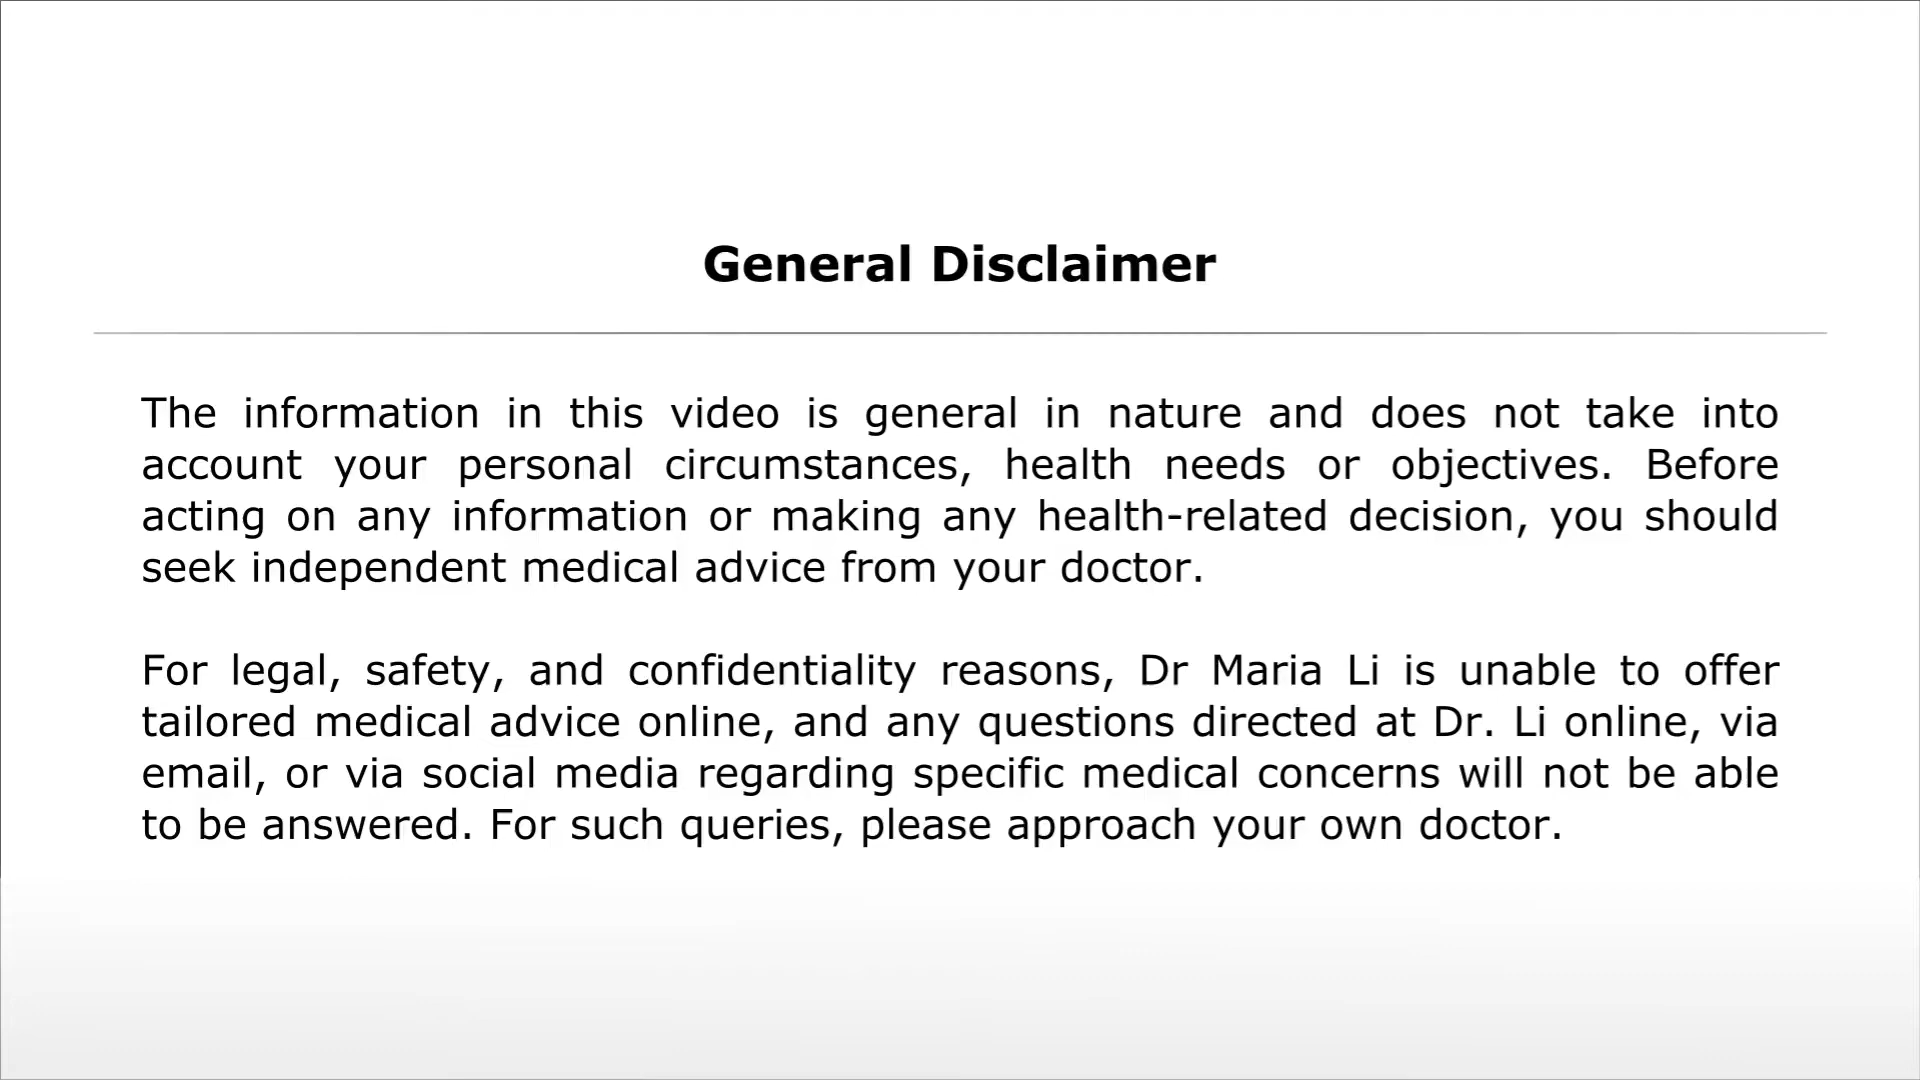 General Disclaimer
The information in this video is general in nature and does not take into
account your personal circumstances, health needs or objectives. Before
acting on any information or making any health-related decision, you should
seek independent medical advice from your doctor.
For legal, safety, and confidentiality reasons, Dr Maria Li is unable to offer
tailored medical advice online, and any questions directed at Dr. Li online, via
email, or via social media regarding specific medical concerns will not be able
to be answered. For such queries, please approach your own doctor.